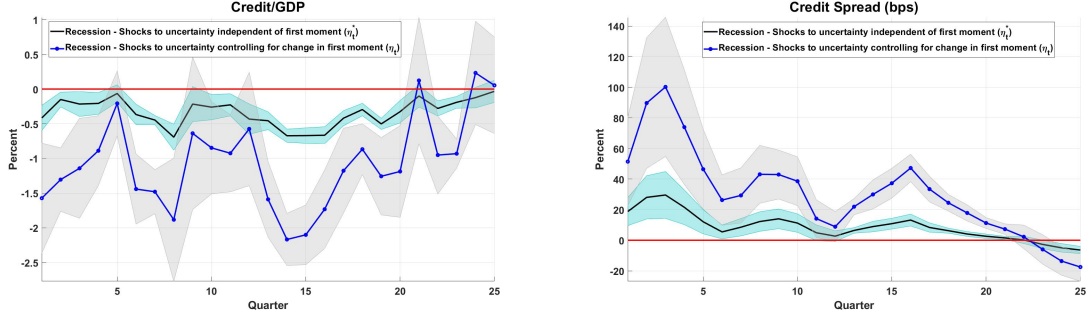 Credit/GDP
Recession - Shocks to uncertainty independent of first moment (η*t)
Recession - Shocks to uncertainty controlling for change in first moment (ηt)
1
0.5
0
-0.5
-1
-1.5
-2
-2.5
Percent
5 10 15 20 25
Quarter
Credit Spread (bps)
Recession - Shocks to uncertainty independent of first moment (η*t)
Recession - Shocks to uncertainty controlling for change in first moment (ηt)
140
120
100
80
60
40
20
0
-20
Percent
5 10 15 20 25
Quarter